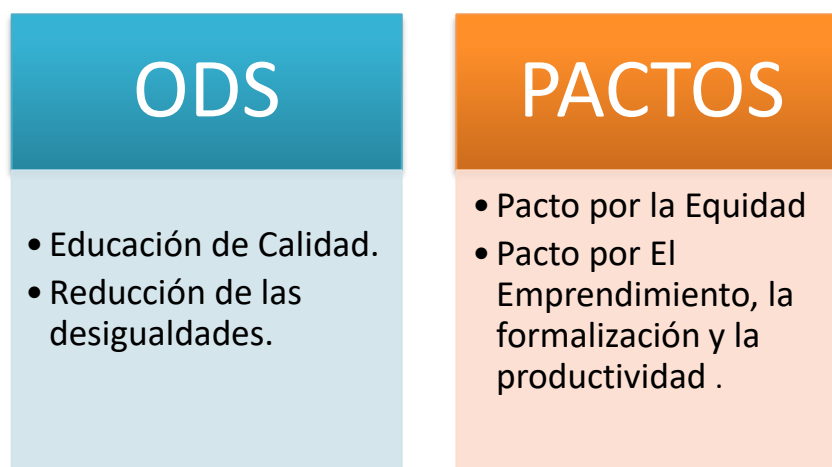 ODS
• Educación de Calidad.
• Reducción de las
desigualdades.
PACTOS
• Pacto por la Equidad
• Pacto por El
Emprendimiento, la
formalización y la
productividad .